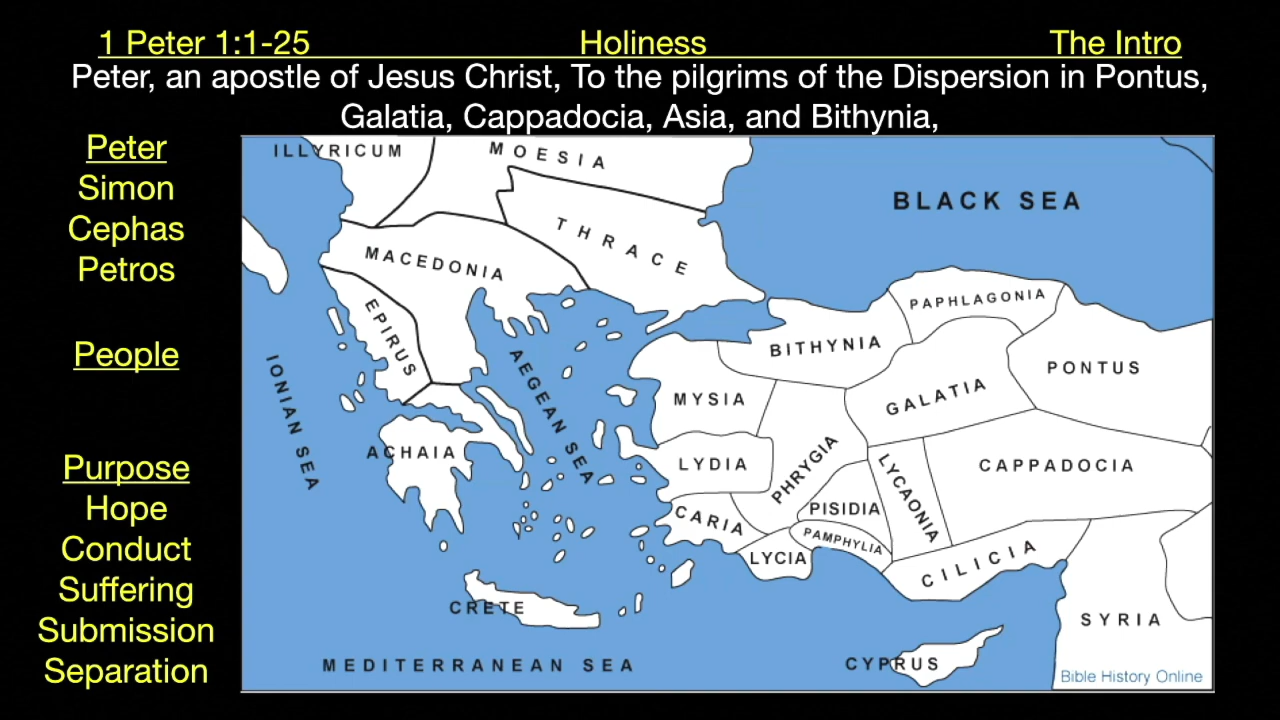 1 Peter 1:1-25 Holiness The Intro
Peter, an apostle of Jesus Christ, To the pilgrims of the Dispersion in Pontus,
Galatia, Cappadocia, Asia, and Bithynia,
Peter
Simon
Cephas
Petros
People
Purpose
Hope
Conduct
Suffering
Submission
Separation
ILLYRICUM
MOESIA
BLACK SEA
THRACE
MACEDONIA
EPIRUS
PAPHLAGONIA
BITHYNIA
PONTUS
GALATIA
MYSIA
IONIAN SEA
AEGEAN SEA
ACHAIA
LYDIA
PHRYGIA
CAPPADOCIA
LYCAONIA
PISIDIA
CARIA
PAMPHYLIA
LYCIA
CILICIA
CRETE
SYRIA
MEDITERRANEAN SEA
CYPRUS
Bible History Online